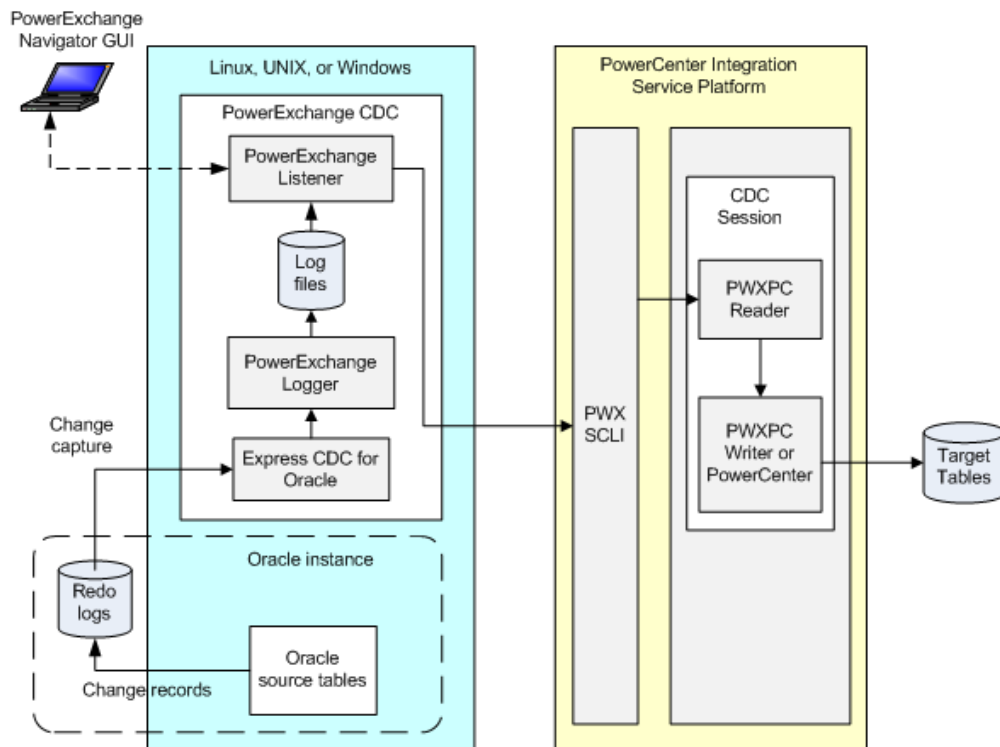 PowerExchange
Navigator GUI
Linux, UNIX, or Windows
PowerExchange CDC
PowerExchange
Listener
Log
files
PowerExchange
Logger
Express CDC for
Oracle
Change
capture
Oracle instance
Redo
logs
Oracle
source tables
Change records
PowerCenter Integration
Service Platform
PWX
SCLI
CDC
Session
PWXPC
Reader
PWXPC
Writer or
PowerCenter
Target
Tables